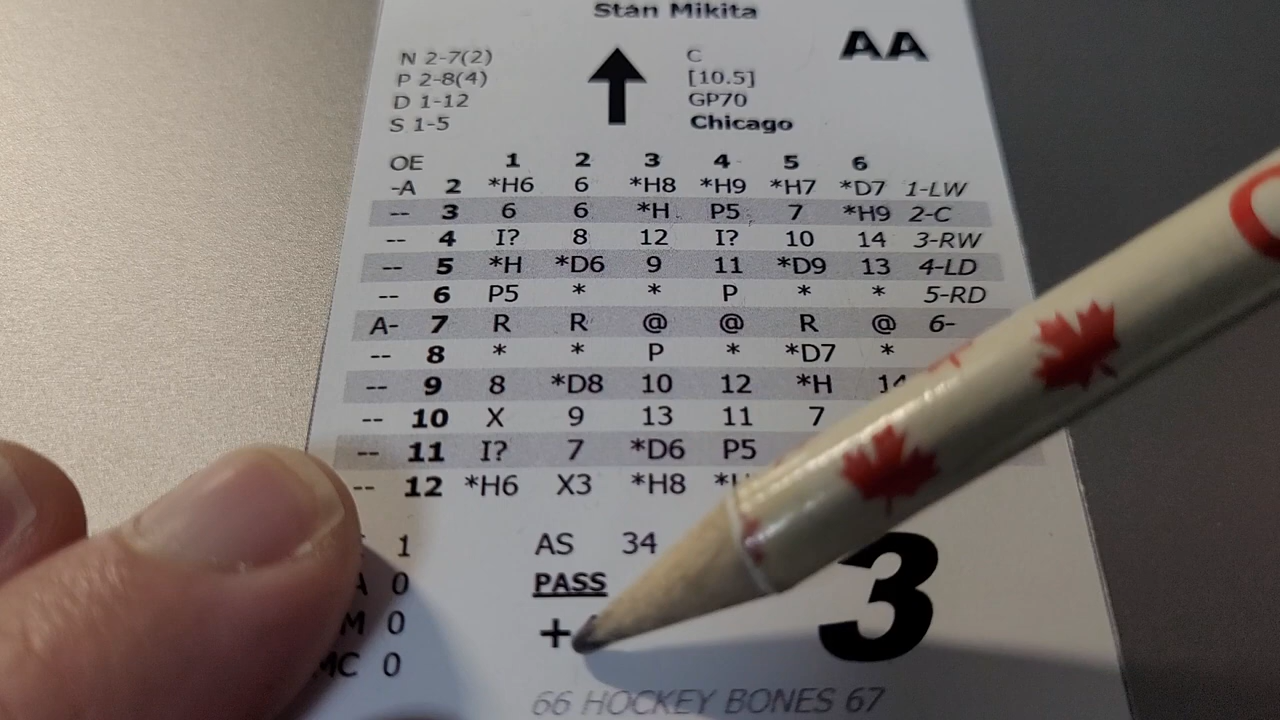 Stan Mikita
N 2-7(2) C AA
P 2-8(4) [10.5]
D 1-12 GP70
S 1-5 Chicago
OE 1 2 3 4 5 6
-A 2 *H6 6 *H8 *H9 *H7 *D7 1-LW
-- 3 6 6 *H P5 7 *H9 2-C
-- 4 I? 8 12 I? 10 14 3-RW
-- 5 *H *D6 9 11 *D9 13 4-LD
-- 6 P5 * * P * * 5-RD
A- 7 R R @ @ R @ 6-
-- 8 * * P * *D7 *
-- 9 8 *D8 10 12 *H 14
-- 10 X 9 13 11 7
-- 11 I? 7 *D6 P5
-- 12 *H6 X3 *H8
1 AS 34 3
A 0 PASS
M 0 +
MC 0
66 HOCKEY BONES 67